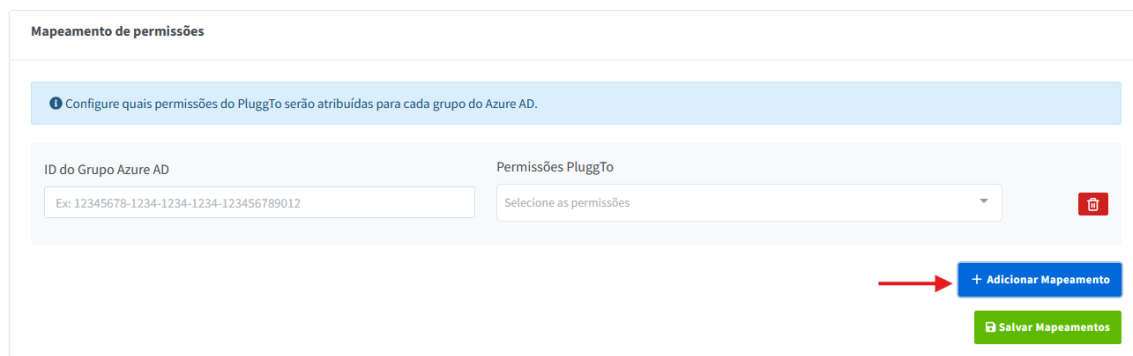 Mapeamento de permissões
Configure quais permissões do PluggTo serão atribuídas para cada grupo do Azure AD.
ID do Grupo Azure AD
Permissões PluggTo
Ex: 12345678-1234-1234-1234-123456789012
Selecione as permissões
+ Adicionar Mapeamento
Salvar Mapeamentos